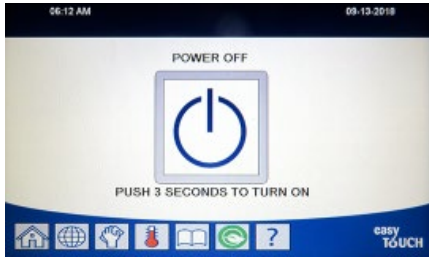 06:12 AM 09-13-2018
POWER OFF
PUSH 3 SECONDS TO TURN ON
?
easy
TOUCH